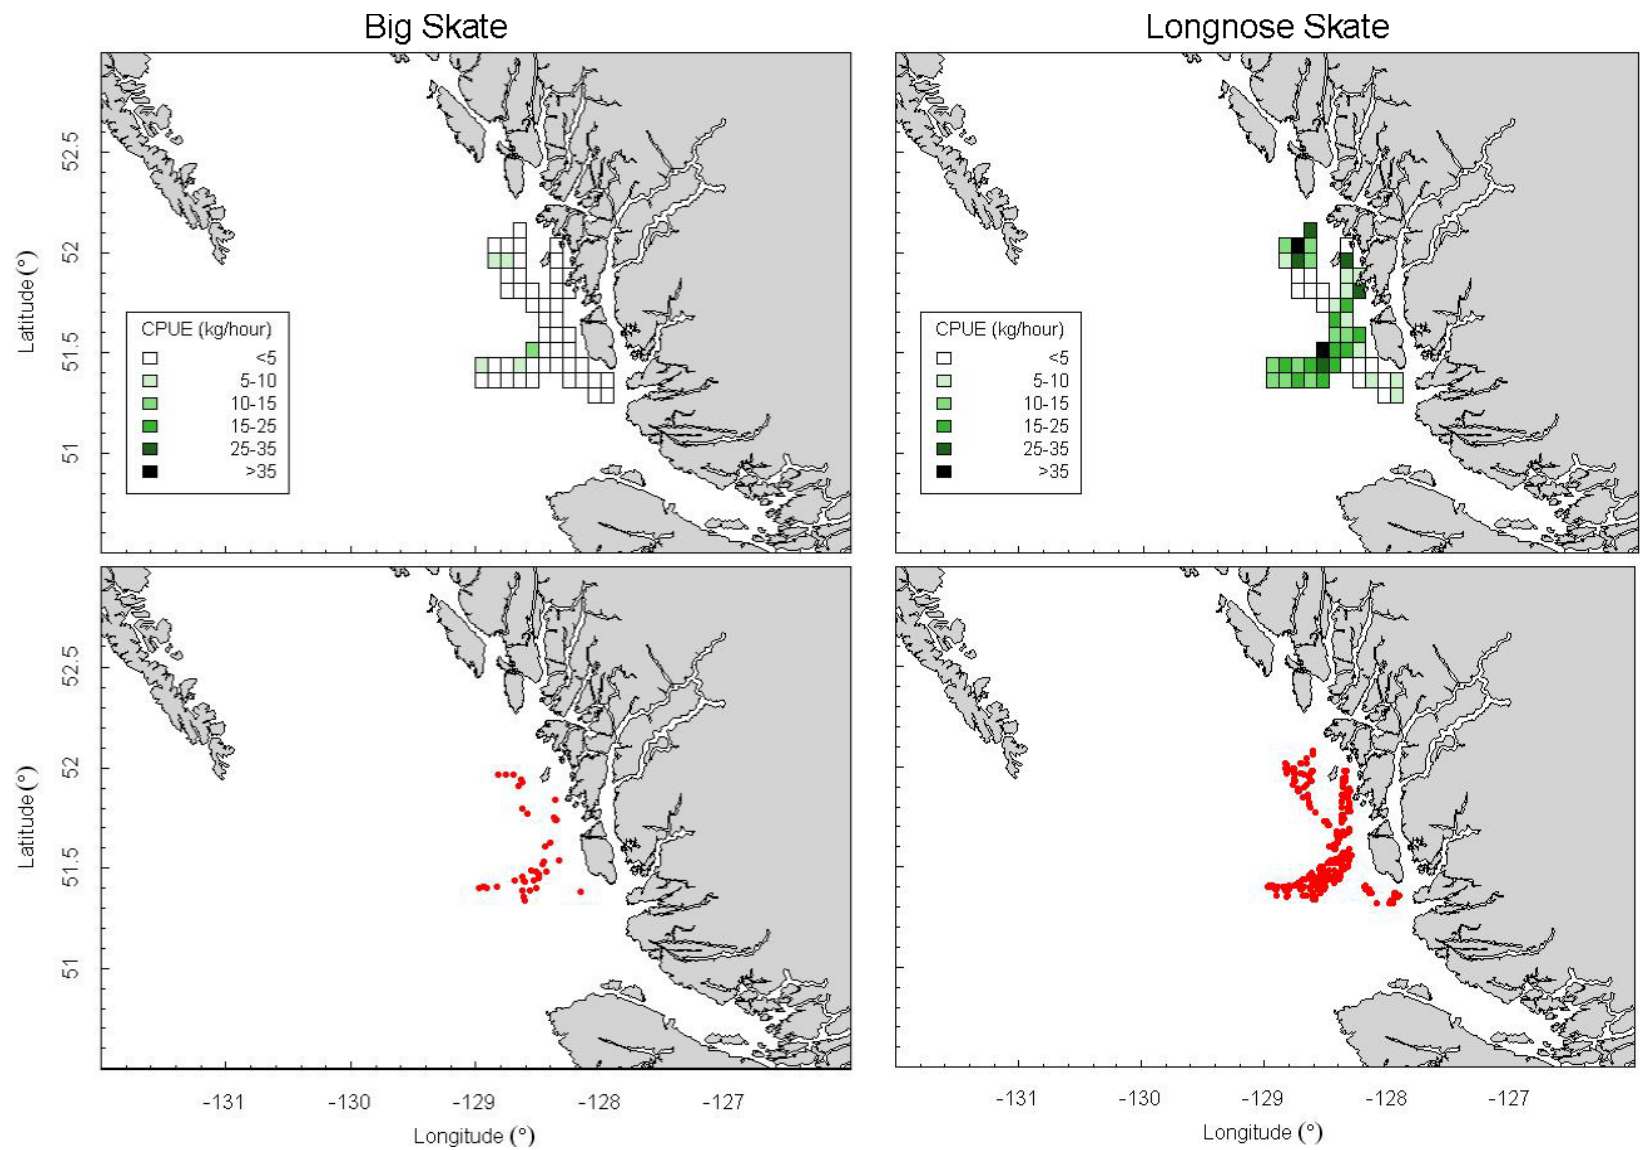 Big Skate
Longnose Skate
52.5
52
51.5
51
Latitude (°)
CPUE (kg/hour)
<5
5-10
10-15
15-25
25-35
>35
CPUE (kg/hour)
<5
5-10
10-15
15-25
25-35
>35
52.5
52
51.5
51
Latitude (°)
-131 -130 -129 -128 -127
Longitude (°)
-131 -130 -129 -128 -127
Longitude (°)